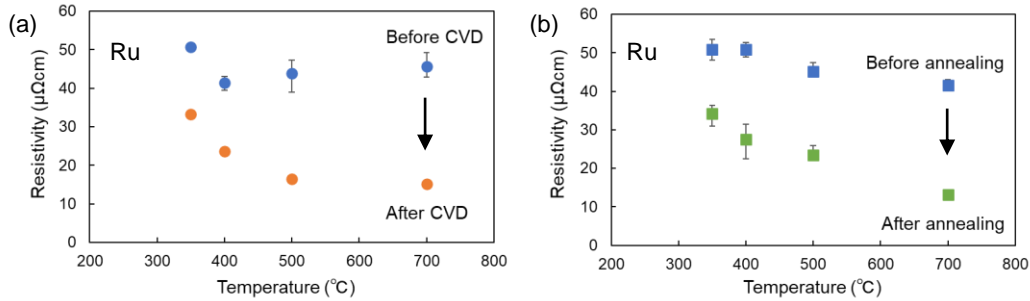 (a)
Ru
Before CVD
After CVD
Resistivity (μΩcm)
60
50
40
30
20
10
0
200
300
400
500
600
700
800
Temperature (℃)
(b)
Ru
Before annealing
After annealing
Resistivity (μΩcm)
60
50
40
30
20
10
0
200
300
400
500
600
700
800
Temperature (℃)